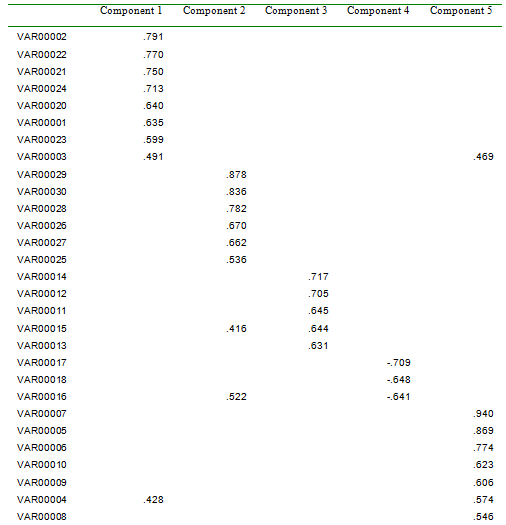 Component 1 Component 2 Component 3 Component 4 Component 5
VAR00002 .791
VAR00022 .770
VAR00021 .750
VAR00024 .713
VAR00020 .640
VAR00001 .635
VAR00023 .599
VAR00003 .491 .469
VAR00029 .878
VAR00030 .836
VAR00028 .782
VAR00026 .670
VAR00027 .662
VAR00025 .536
VAR00014 .717
VAR00012 .705
VAR00011 .645
VAR00015 .416 .644
VAR00013 .631
VAR00017 -.709
VAR00018 -.648
VAR00016 .522 -.641
VAR00007 .940
VAR00005 .869
VAR00006 .774
VAR00010 .623
VAR00009 .606
VAR00004 .428 .574
VAR00008 .546